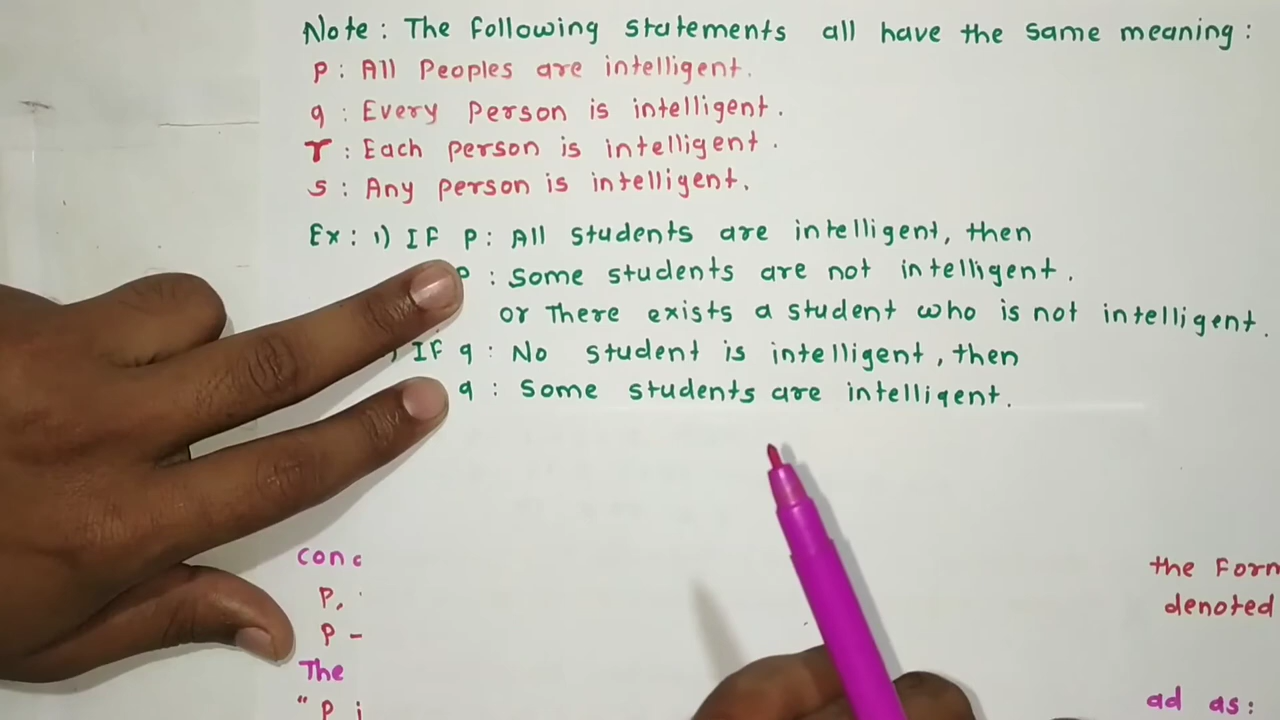 Note: The Following statements all have the same meaning:
P: All Peoples are intelligent.
q: Every Person is intelligent.
r: Each person is intelligent.
s: Any person is intelligent.
Ex: 1) IF P: All students are intelligent, then
P: Some students are not intelligent.
or There exists a student who is not intelligent.
) IF q: No student is intelligent, then
q: Some students are intelligent.
the Form
P, denoted
P -
The
" P i ad as: